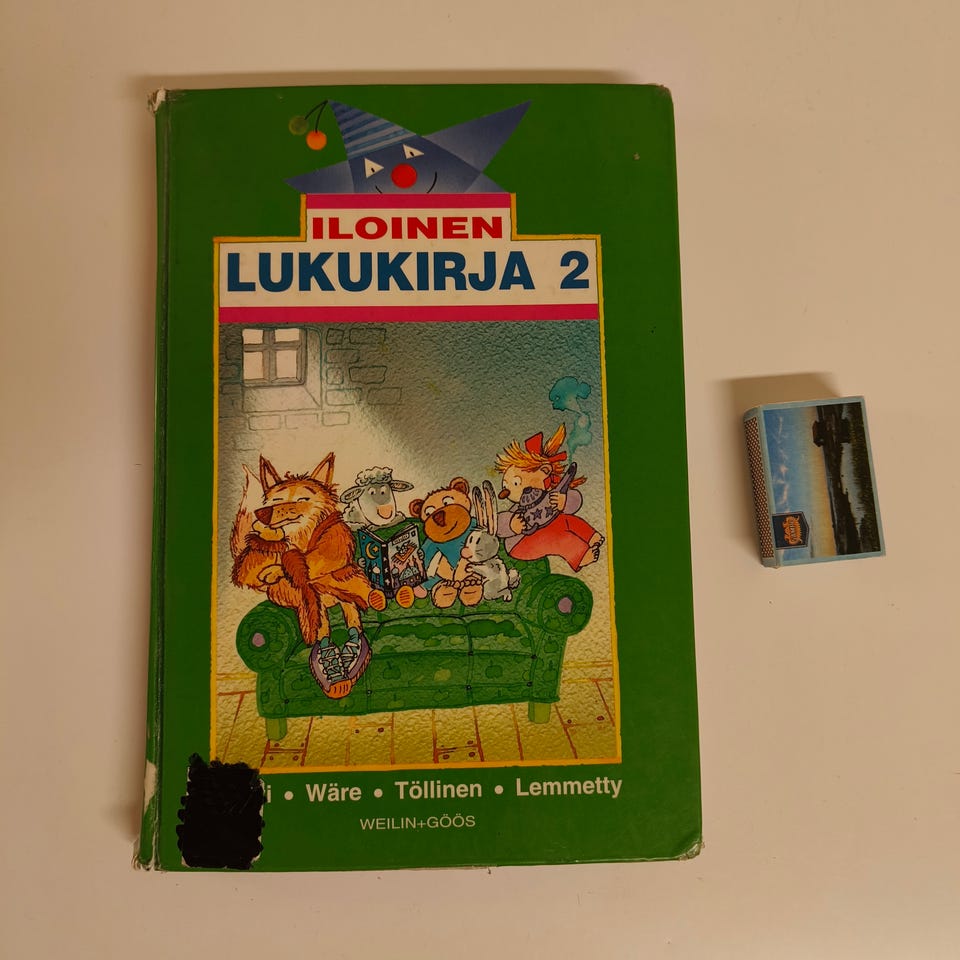 ILOINEN
LUKUKIRJA 2
• Wäre • Töllinen • Lemmetty
WEILIN+GÖÖS